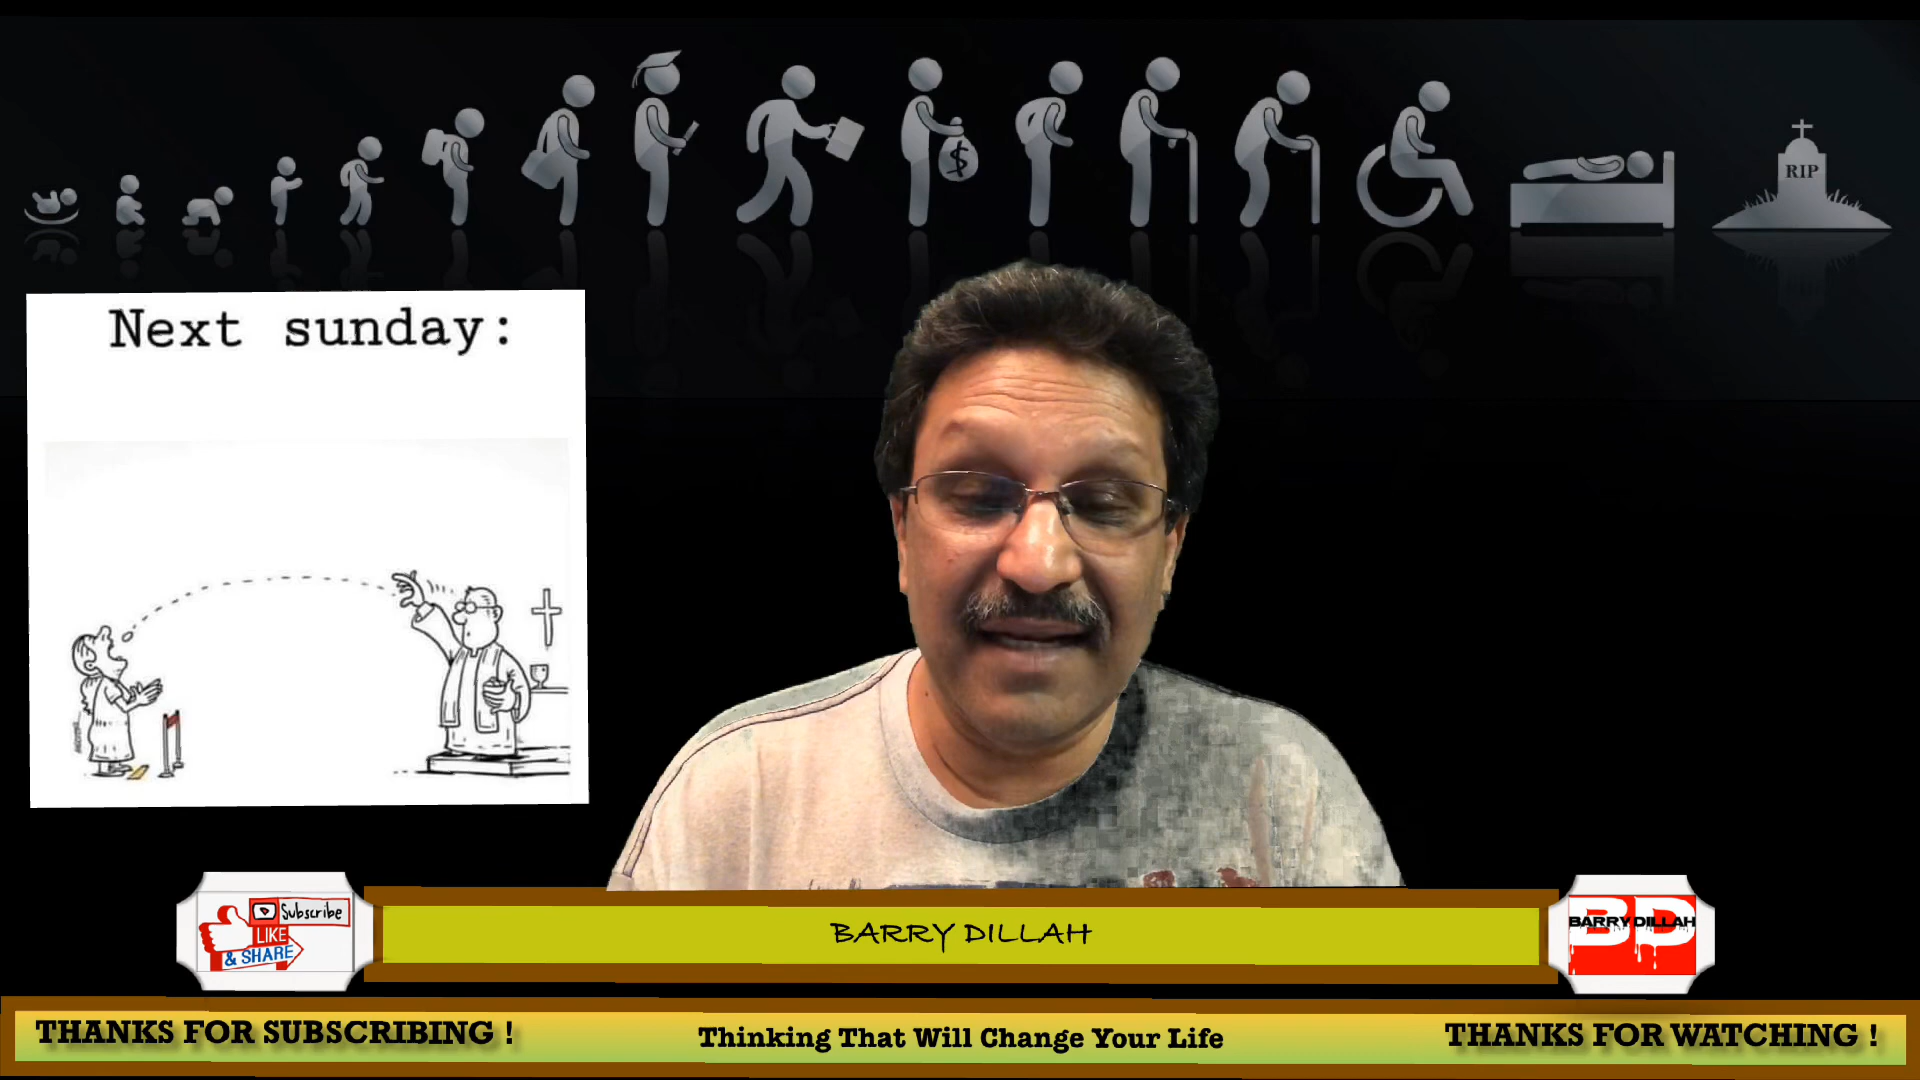 RIP
$
Next sunday:
Subscribe
LIKE
& SHARE
BARRY DILLAH
BD
BARRY DILLAH
THANKS FOR SUBSCRIBING !
Thinking That Will Change Your Life
THANKS FOR WATCHING !